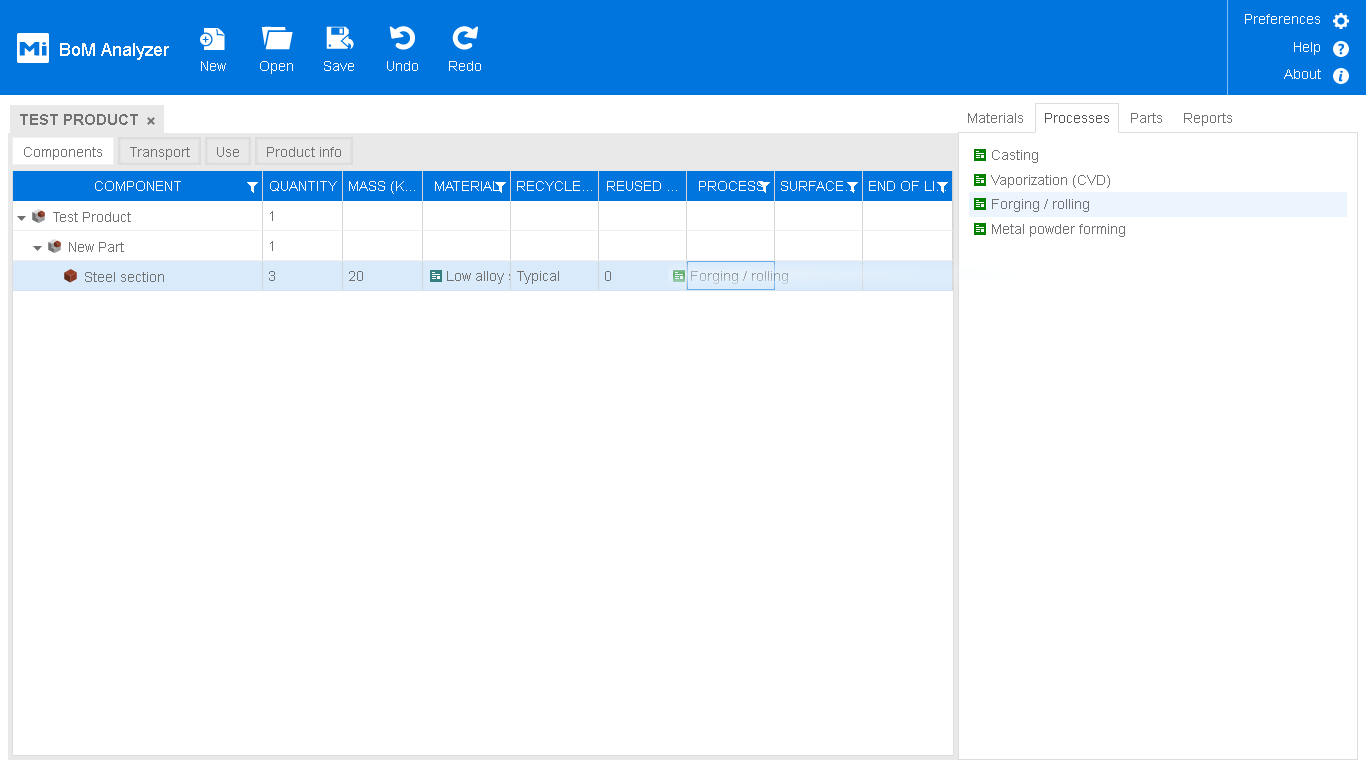 Mi BoM Analyzer
New
Open
Save
Undo
Redo
Preferences
Help
About
TEST PRODUCT ×
Components Transport Use Product info
COMPONENT QUANTITY MASS (K... MATERIAL RECYCLE... REUSED ... PROCESS SURFACE END OF LI
Test Product 1
New Part 1
Steel section 3 20 Low alloy s Typical 0 Forging / rolling
Materials Processes Parts Reports
Casting
Vaporization (CVD)
Forging / rolling
Metal powder forming